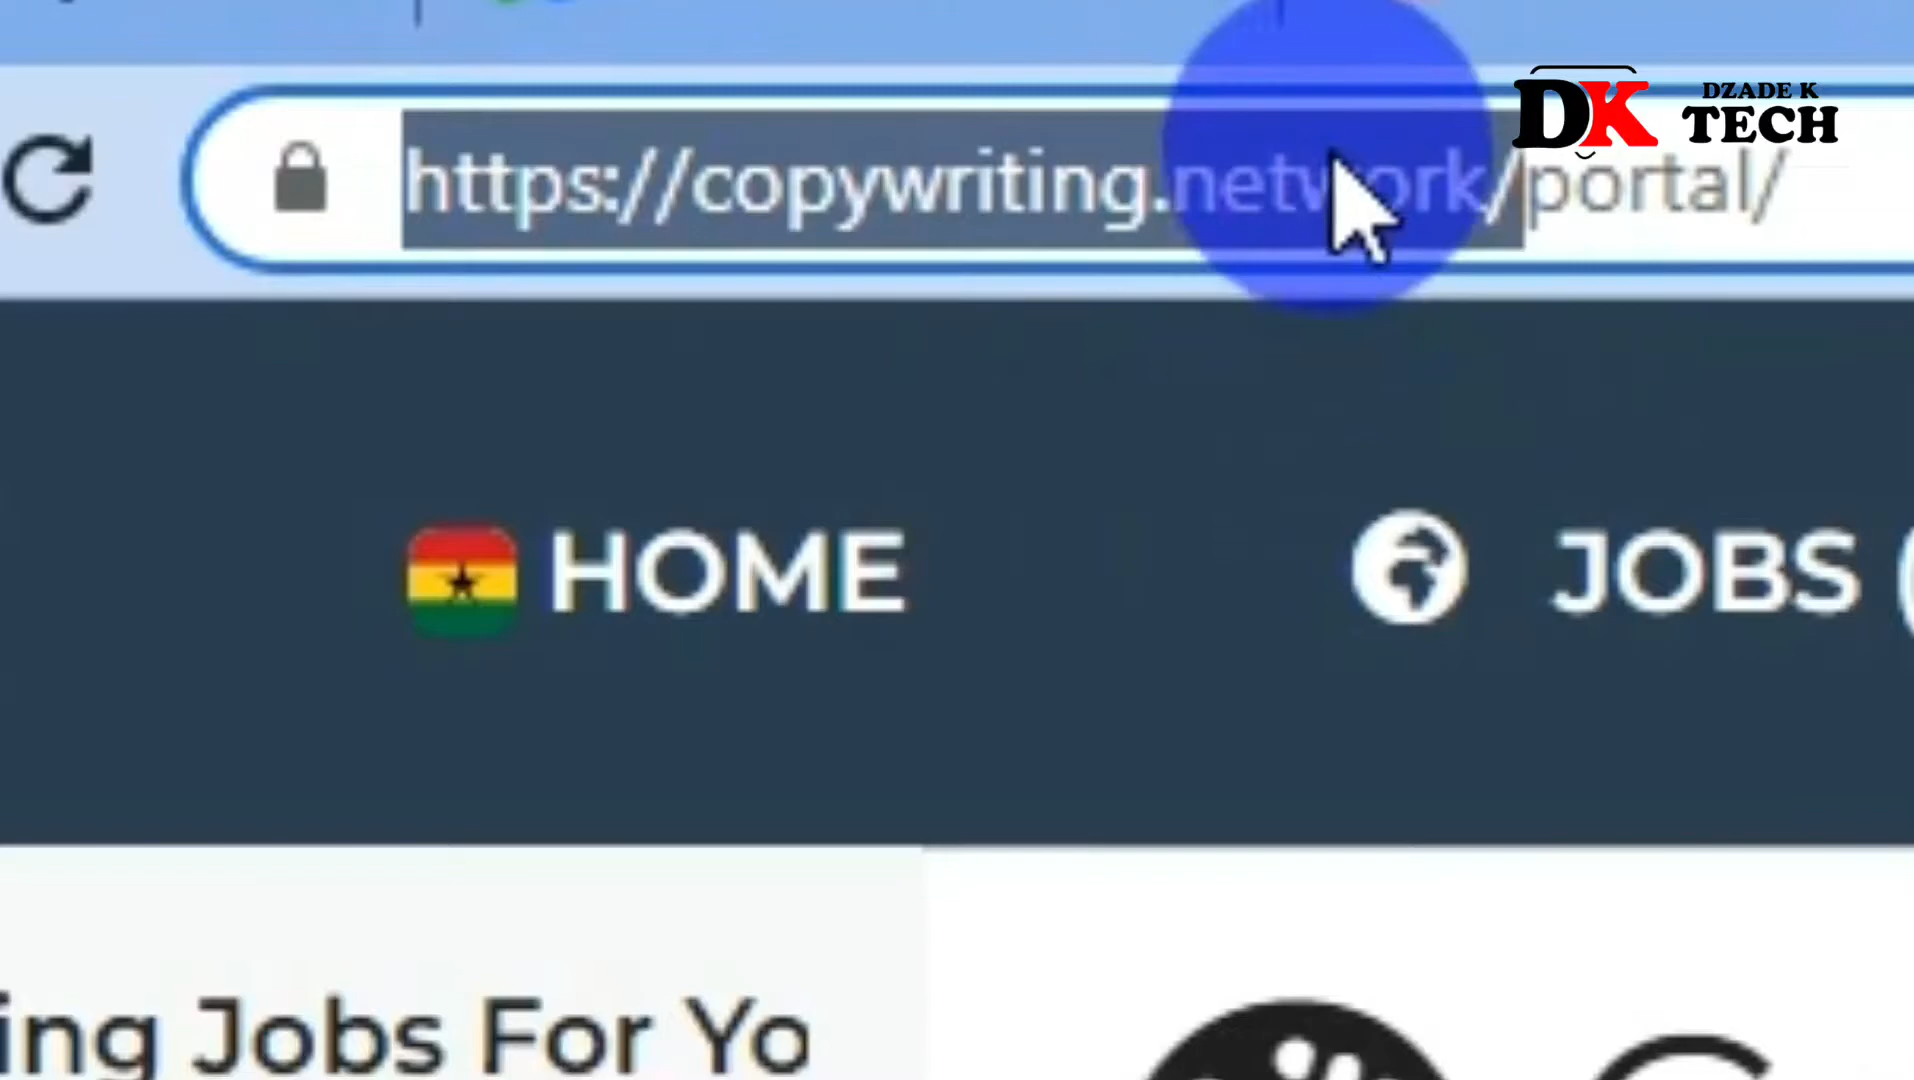 DZADE K
DK TECH
https://copywriting.network/portal/
HOME
JOBS (
ing Jobs For Yo